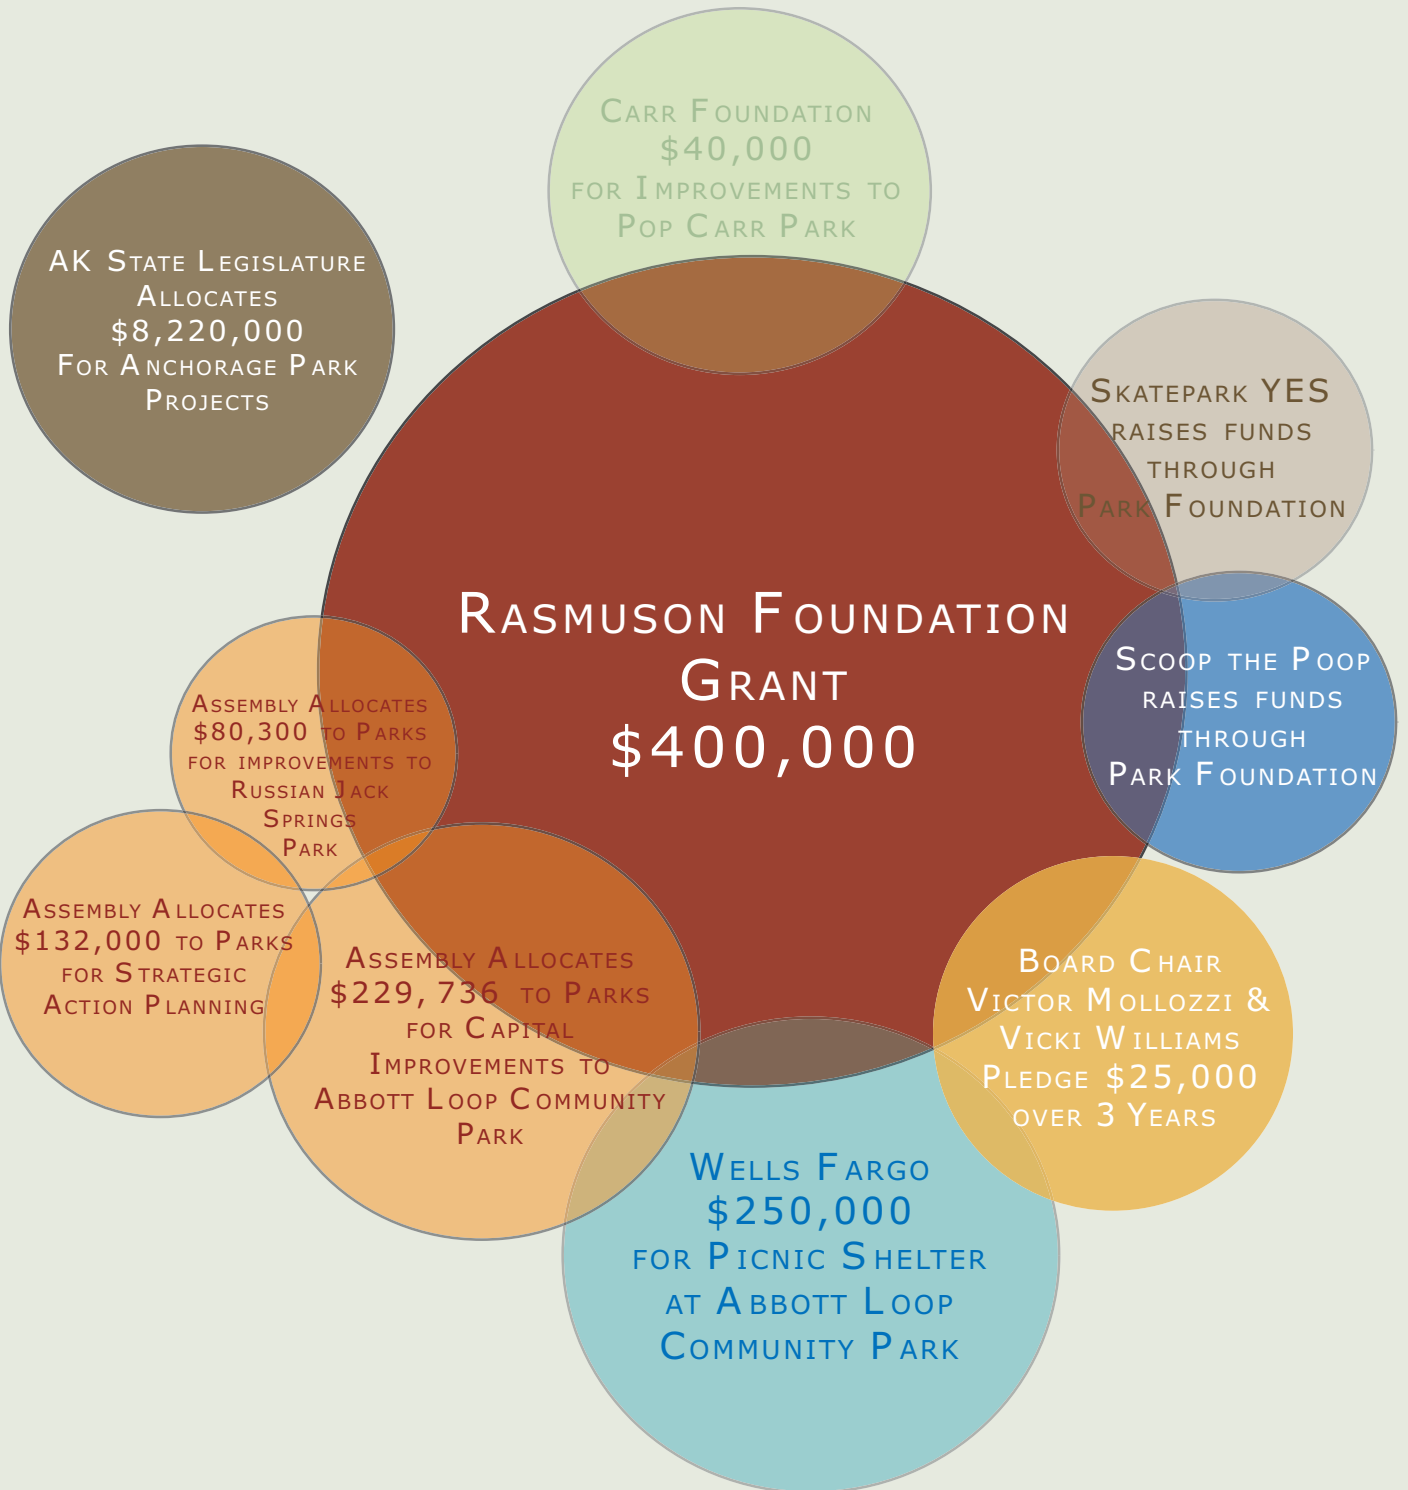 Carr Foundation
$40,000
for Improvements to
Pop Carr Park
AK State Legislature
Allocates
$8,220,000
For Anchorage Park
Projects
Skatepark YES
raises funds
through
Park Foundation
Rasmuson Foundation
Grant
$400,000
Scoop the Poop
raises funds
through
Park Foundation
Assembly Allocates
$80,300 to Parks
for improvements to
Russian Jack
Springs
Park
Assembly Allocates
$132,000 to Parks
for Strategic
Action Planning
Assembly Allocates
$229, 736 to Parks
for Capital
Improvements to
Abbott Loop Community
Park
Board Chair
Victor Mollozzi &
Vicki Williams
Pledge $25,000
over 3 Years
Wells Fargo
$250,000
for Picnic Shelter
at Abbott Loop
Community Park